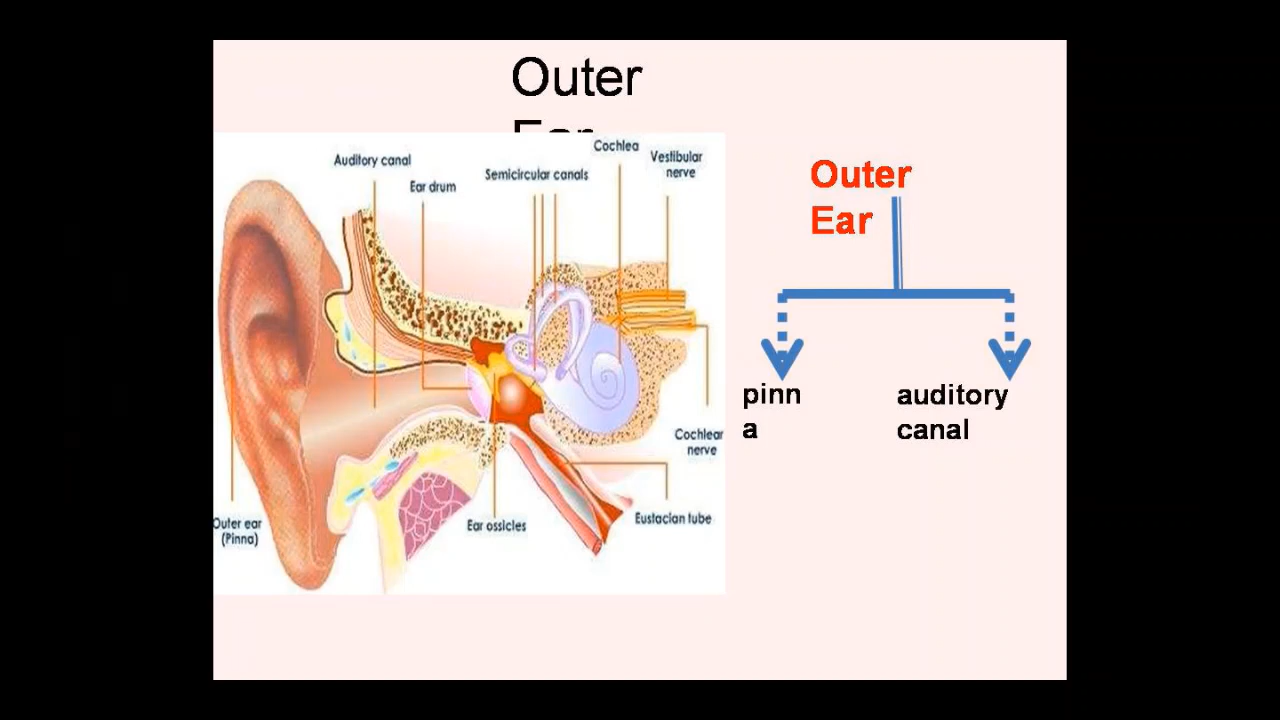 Outer
Ear
Auditory canal
Ear drum
Semicircular canals
Cochlea
Vestibular
nerve
Cochlear
nerve
Eustacian tube
Ear ossicles
Outer ear
(Pinna)
Outer
Ear
pinn
a
auditory
canal